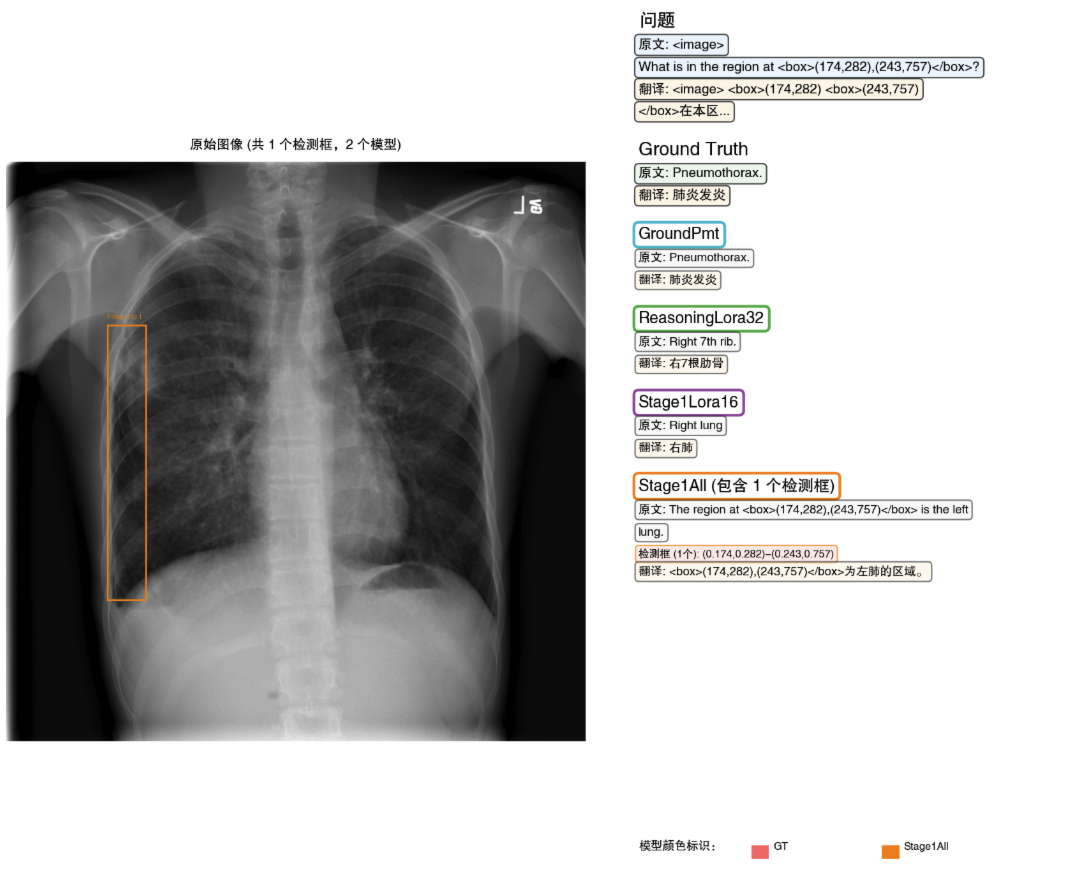 原始图像 (共 1 个检测框，2 个模型)
L
问题
原文: <image>
What is in the region at <box>(174,282),(243,757)</box>?
翻译: <image> <box>(174,282) <box>(243,757)
</box>在本区...
Ground Truth
原文: Pneumothorax.
翻译: 肺炎发炎
GroundPmt
原文: Pneumothorax.
翻译: 肺炎发炎
ReasoningLora32
原文: Right 7th rib.
翻译: 右7根肋骨
Stage1Lora16
原文: Right lung
翻译: 右肺
Stage1All (包含 1 个检测框)
原文: The region at <box>(174,282),(243,757)</box> is the left
lung.
检测框 (1个): (0.174,0.282)–(0.243,0.757)
翻译: <box>(174,282),(243,757)</box>为左肺的区域。
模型颜色标识：
GT
Stage1All